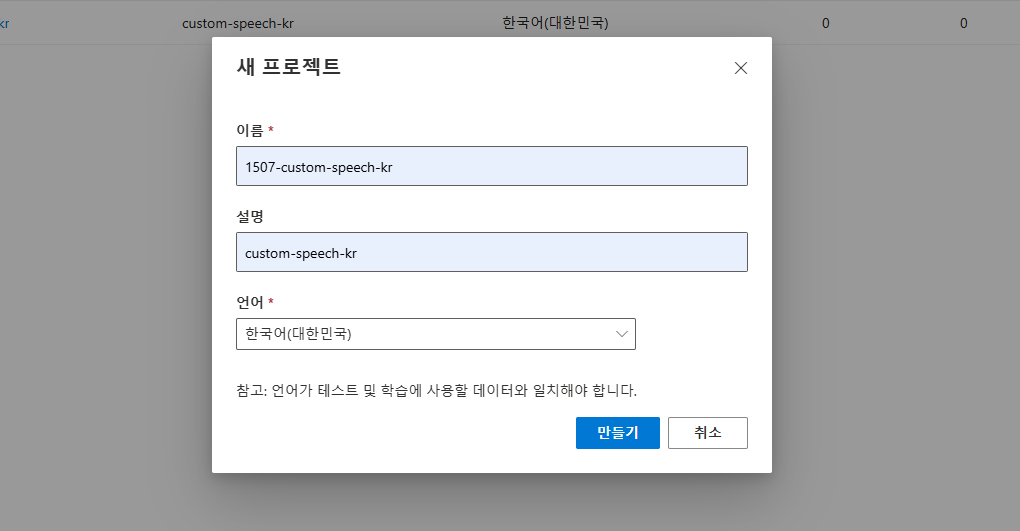 kr custom-speech-kr 한국어(대한민국) 0 0
새 프로젝트
이름 *
1507-custom-speech-kr
설명
custom-speech-kr
언어 *
한국어(대한민국)
참고: 언어가 테스트 및 학습에 사용할 데이터와 일치해야 합니다.
만들기 취소